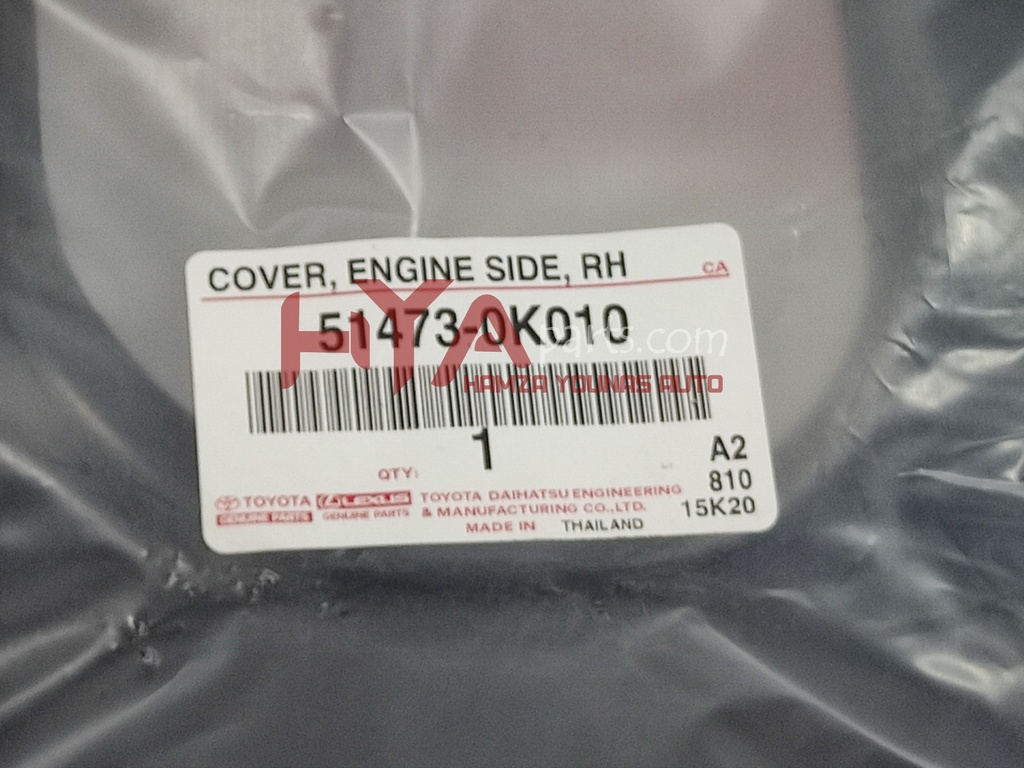 COVER, ENGINE SIDE, RH CA
51473-0K010
HYA parts.com
HAMZA YOUNAS AUTO
1
QTY:
A2
810
15K20
TOYOTA LEXUS
GENUINE PARTS GENUINE PARTS
TOYOTA DAIHATSU ENGINEERING
& MANUFACTURING CO., LTD.
MADE IN THAILAND